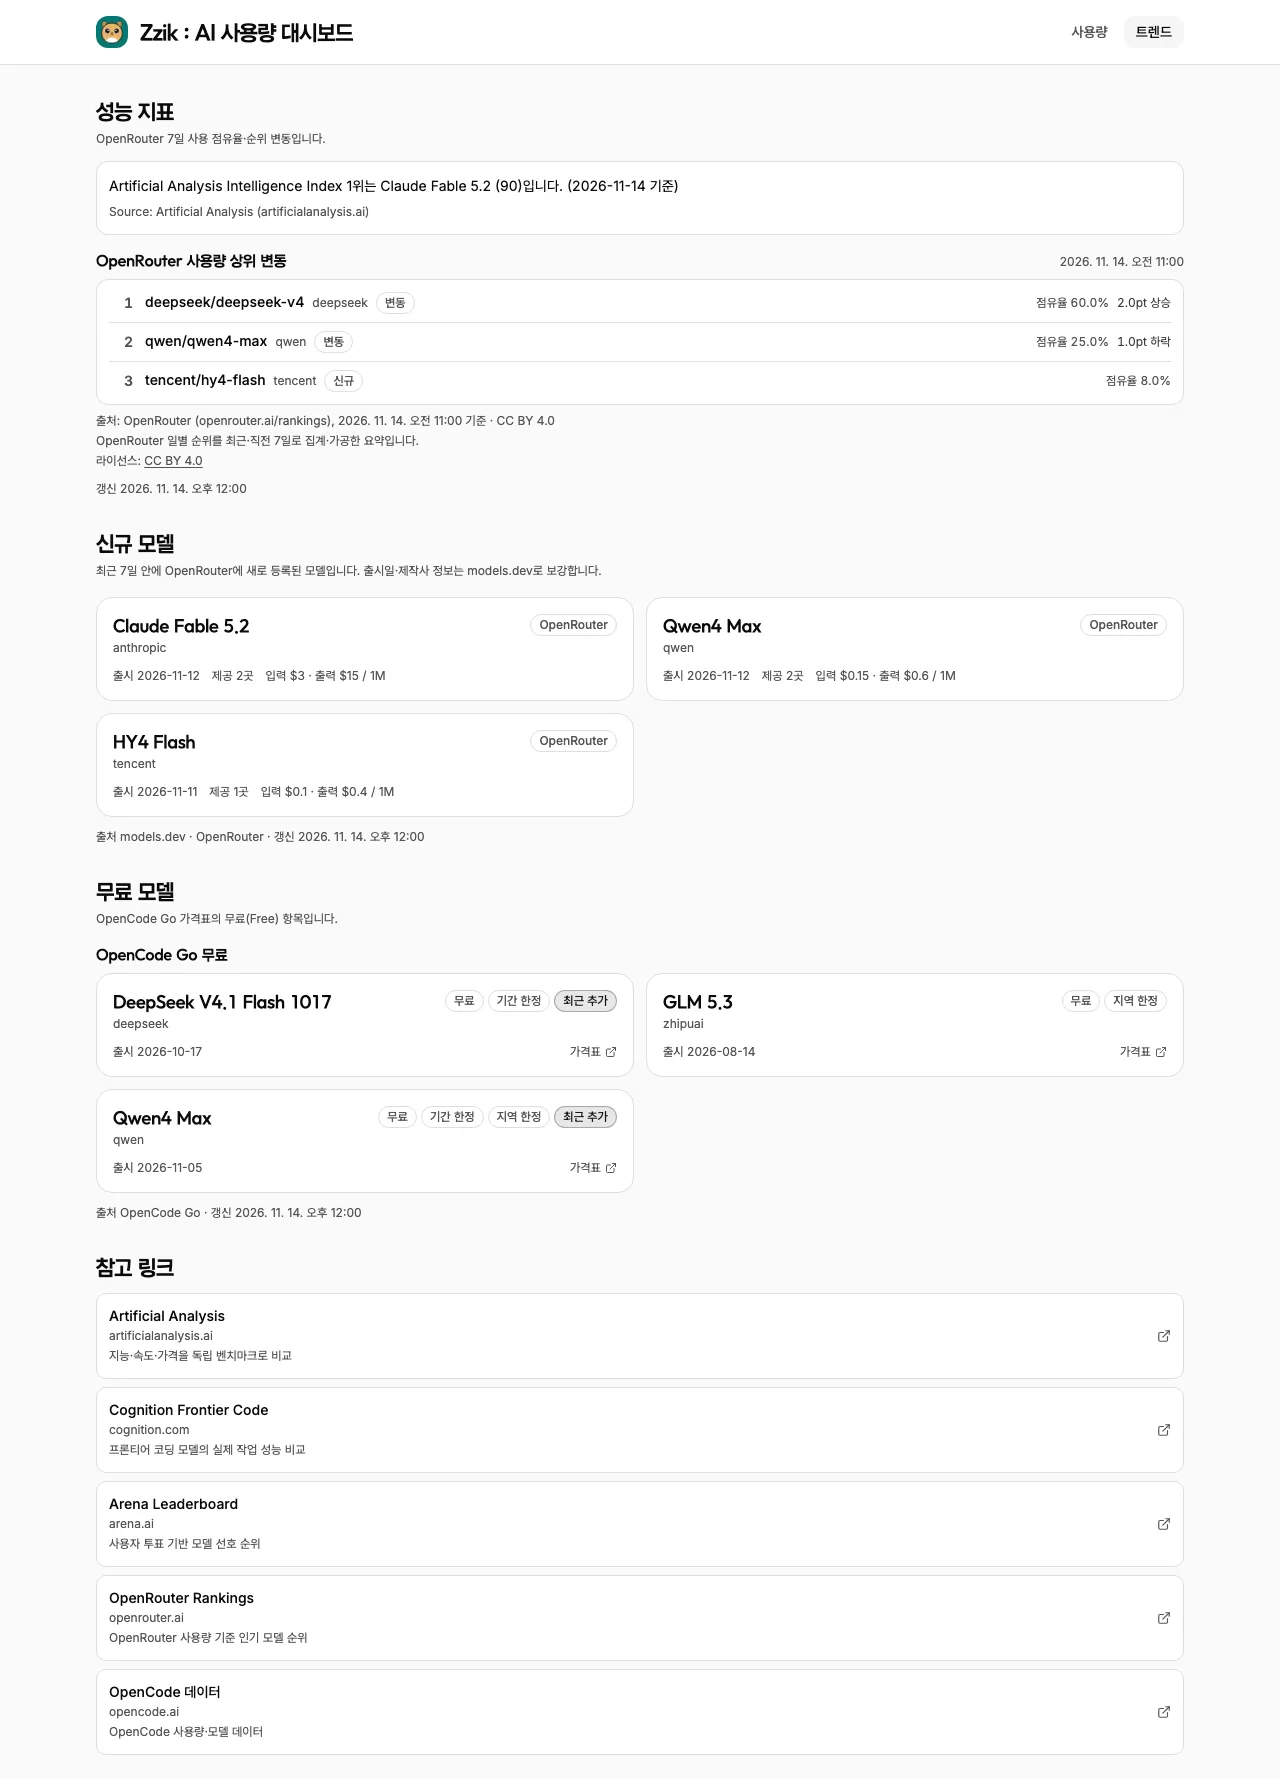 Zzik : AI 사용량 대시보드
사용량
트렌드
성능 지표
OpenRouter 7일 사용 점유율·순위 변동입니다.
Artificial Analysis Intelligence Index 1위는 Claude Fable 5.2 (90)입니다. (2026-11-14 기준)
Source: Artificial Analysis (artificialanalysis.ai)
OpenRouter 사용량 상위 변동
2026. 11. 14. 오전 11:00
1 deepseek/deepseek-v4 deepseek 변동 점유율 60.0% 2.0pt 상승
2 qwen/qwen4-max qwen 변동 점유율 25.0% 1.0pt 하락
3 tencent/hy4-flash tencent 신규 점유율 8.0%
출처: OpenRouter (openrouter.ai/rankings), 2026. 11. 14. 오전 11:00 기준 · CC BY 4.0
OpenRouter 일별 순위를 최근·직전 7일로 집계·가공한 요약입니다.
라이선스: CC BY 4.0
갱신 2026. 11. 14. 오후 12:00
신규 모델
최근 7일 안에 OpenRouter에 새로 등록된 모델입니다. 출시일·제작사 정보는 models.dev로 보강합니다.
Claude Fable 5.2
OpenRouter
anthropic
출시 2026-11-12 제공 2곳 입력 $3 · 출력 $15 / 1M
Qwen4 Max
OpenRouter
qwen
출시 2026-11-12 제공 2곳 입력 $0.15 · 출력 $0.6 / 1M
HY4 Flash
OpenRouter
tencent
출시 2026-11-11 제공 1곳 입력 $0.1 · 출력 $0.4 / 1M
출처 models.dev · OpenRouter · 갱신 2026. 11. 14. 오후 12:00
무료 모델
OpenCode Go 가격표의 무료(Free) 항목입니다.
OpenCode Go 무료
DeepSeek V4.1 Flash 1017
무료 기간 한정 최근 추가
deepseek
출시 2026-10-17
가격표
GLM 5.3
무료 지역 한정
zhipuai
출시 2026-08-14
가격표
Qwen4 Max
무료 기간 한정 지역 한정 최근 추가
qwen
출시 2026-11-05
가격표
출처 OpenCode Go · 갱신 2026. 11. 14. 오후 12:00
참고 링크
Artificial Analysis
artificialanalysis.ai
지능·속도·가격을 독립 벤치마크로 비교
Cognition Frontier Code
cognition.com
프론티어 코딩 모델의 실제 작업 성능 비교
Arena Leaderboard
arena.ai
사용자 투표 기반 모델 선호 순위
OpenRouter Rankings
openrouter.ai
OpenRouter 사용량 기준 인기 모델 순위
OpenCode 데이터
opencode.ai
OpenCode 사용량·모델 데이터